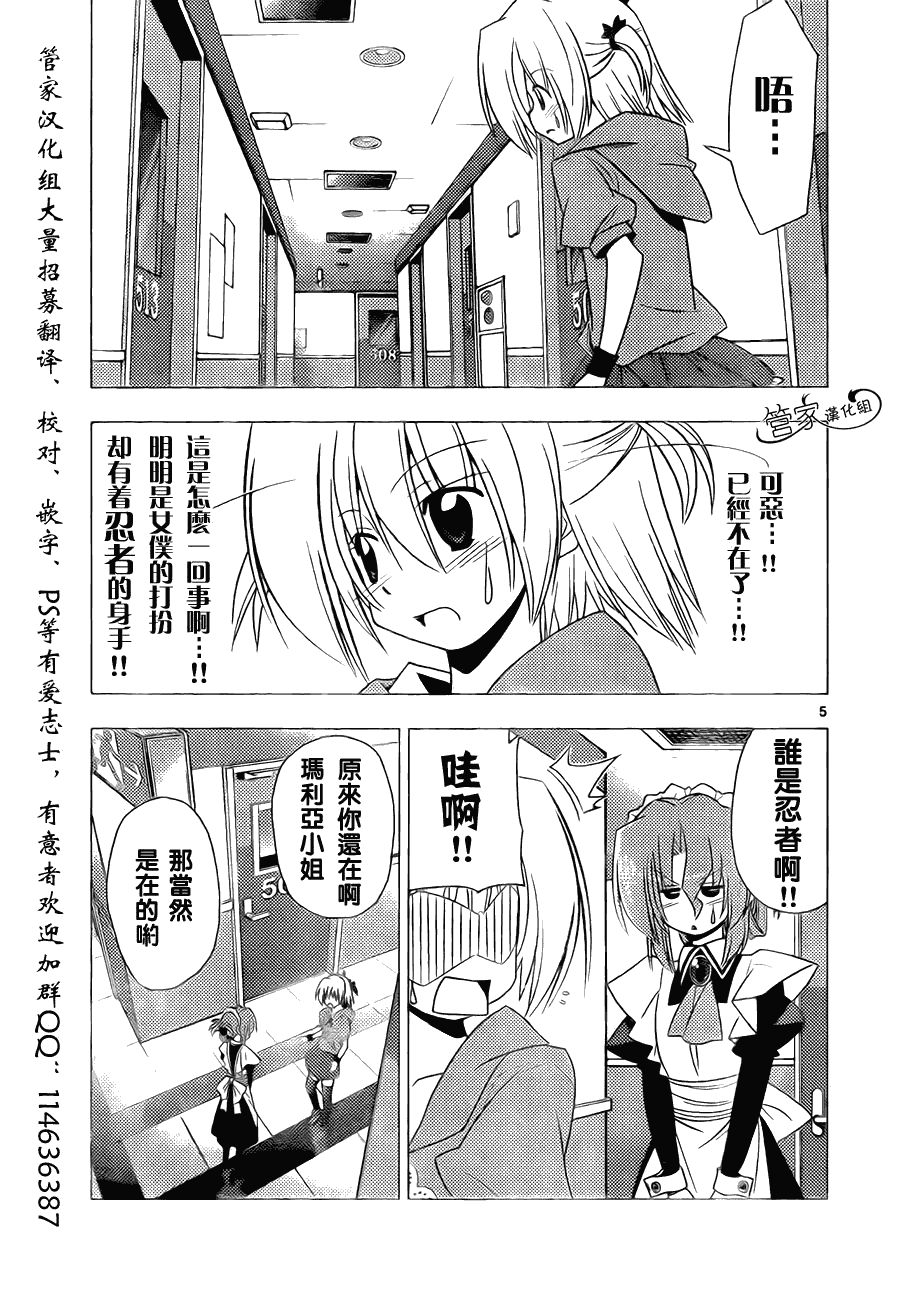 唔…
513
508
51
管家漢化組
可惡…!!
已經不在了…!!
這是怎麼一回事啊…!!
明明是女僕的打扮
却有着忍者的身手!!
5
誰是忍者啊!!
哇啊!!
原來你還在啊
瑪利亞小姐
那當然
是在的喲
50
管家汉化组大量招募翻译、校对、嵌字、PS等有爱志士，有意者欢迎加群QQ：114636387